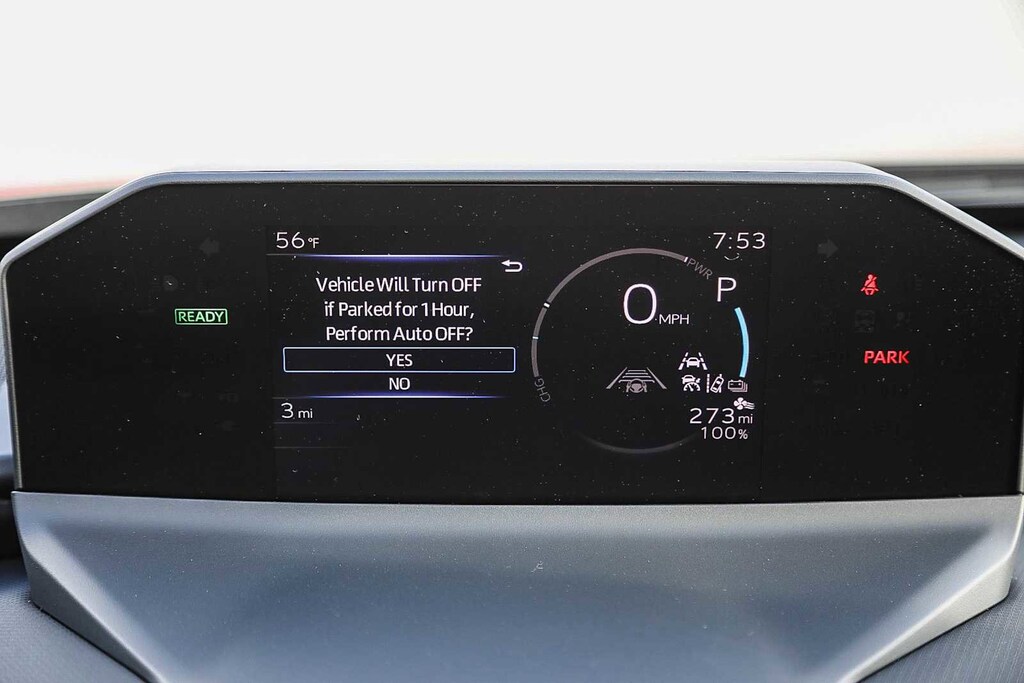 56°F
7:53
Vehicle Will Turn OFF
if Parked for 1 Hour,
Perform Auto OFF?
YES
NO
3 mi
READY
PWR
P
0 MPH
CHG
273 mi
100%
PARK